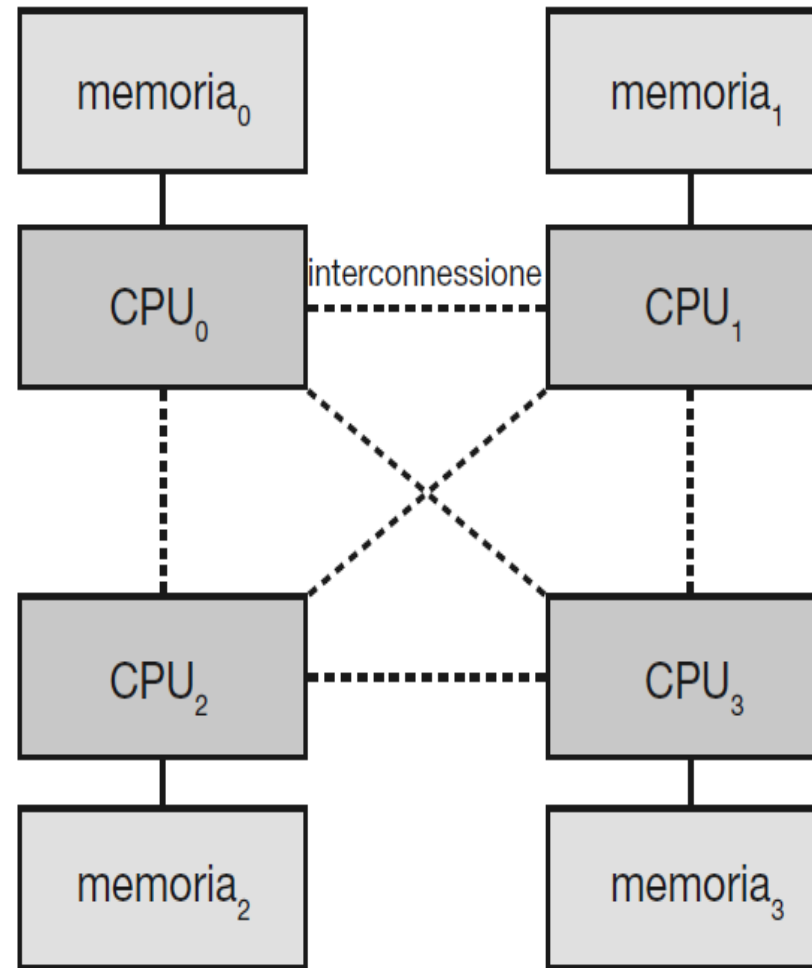 memoria₀
memoria₁
CPU₀
interconnessione
CPU₁
CPU₂
CPU₃
memoria₂
memoria₃